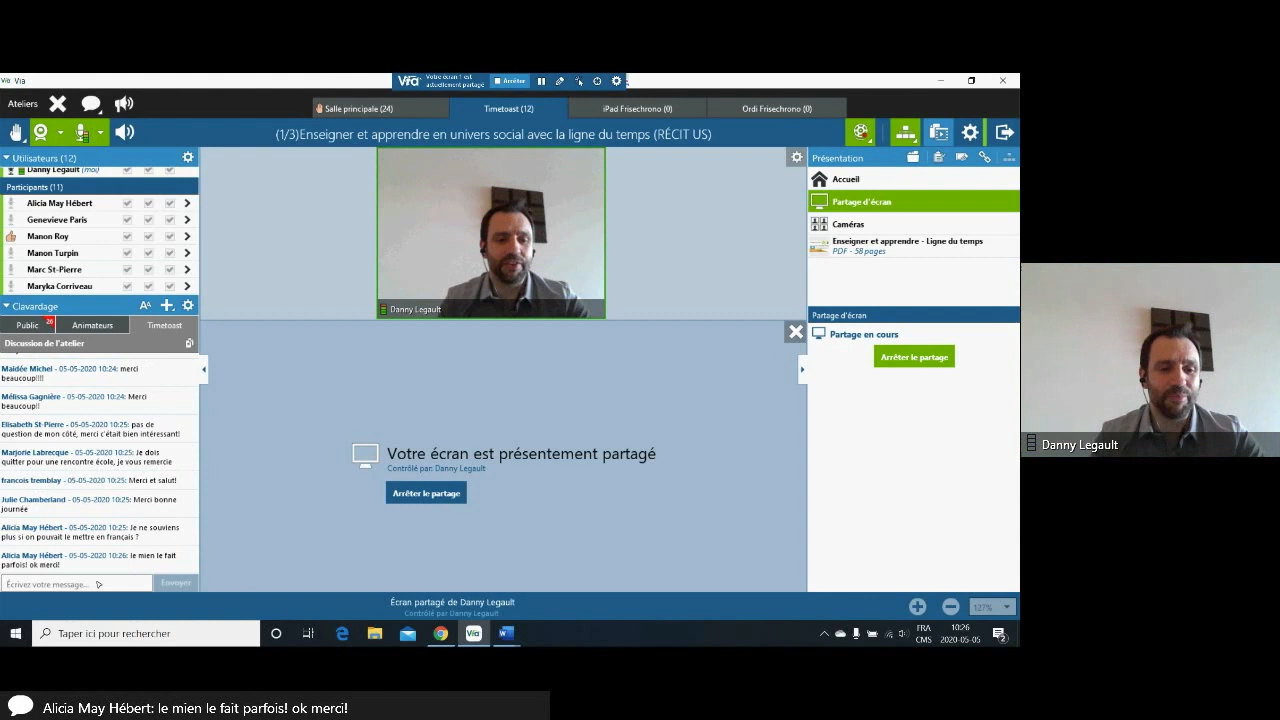 Via
Via
Votre écran 1 est
actuellement partagé
Arrêter
Ateliers
Salle principale (24)
Timetoast (12)
iPad Frisechrono (0)
Ordi Frisechrono (0)
(1/3)Enseigner et apprendre en univers social avec la ligne du temps (RÉCIT US)
Utilisateurs (12)
Danny Legault (moi)
Participants (11)
Alicia May Hébert
Genevieve Paris
Manon Roy
Manon Turpin
Marc St-Pierre
Maryka Corriveau
Clavardage
AA
Public
26
Animateurs
Timetoast
Discussion de l'atelier
Maidée Michel - 05-05-2020 10:24: merci
beaucoup!!!!
Mélissa Gagnière - 05-05-2020 10:24: Merci
beaucoup!!
Elisabeth St-Pierre - 05-05-2020 10:25: pas de
question de mon côté, merci c'était bien intéressant!
Marjorie Labrecque - 05-05-2020 10:25: Je dois
quitter pour une rencontre école, je vous remercie
francois tremblay - 05-05-2020 10:25: Merci et salut!
Julie Chamberland - 05-05-2020 10:25: Merci bonne
journée
Alicia May Hébert - 05-05-2020 10:25: Je ne souviens
plus si on pouvait le mettre en français ?
Alicia May Hébert - 05-05-2020 10:26: le mien le fait
parfois! ok merci!
Écrivez votre message...
Envoyer
Danny Legault
Votre écran est présentement partagé
Contrôlé par: Danny Legault
Arrêter le partage
Écran partagé de Danny Legault
Contrôlé par Danny Legault
Présentation
Accueil
Partage d'écran
Caméras
Enseigner et apprendre - Ligne du temps
PDF - 58 pages
Partage d'écran
Partage en cours
Arrêter le partage
127%
Danny Legault
Taper ici pour rechercher
Via
FRA
CMS
10:26
2020-05-05
2
Alicia May Hébert: le mien le fait parfois! ok merci!